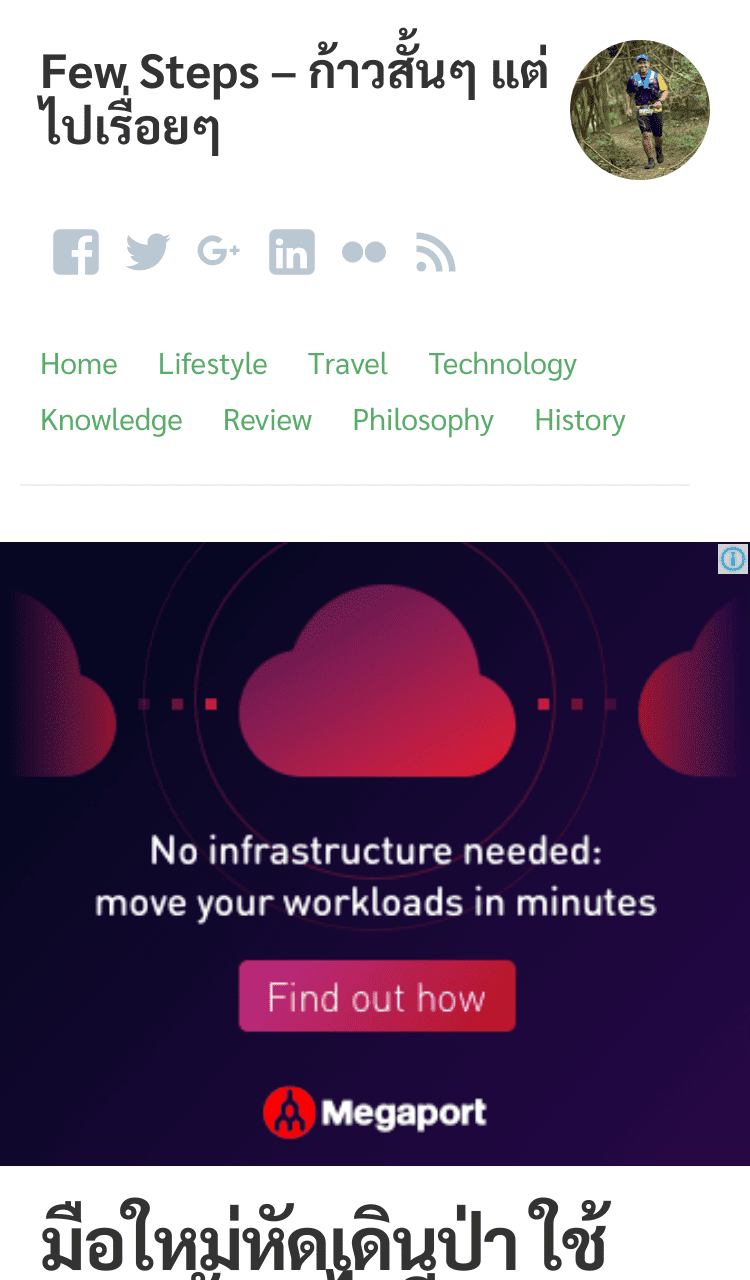 Few Steps – ก้าวสั้นๆ แต่
ไปเรื่อยๆ
Home Lifestyle Travel Technology
Knowledge Review Philosophy History
No infrastructure needed:
move your workloads in minutes
Find out how
Megaport
มือใหม่หัดเดินป่า ใช้